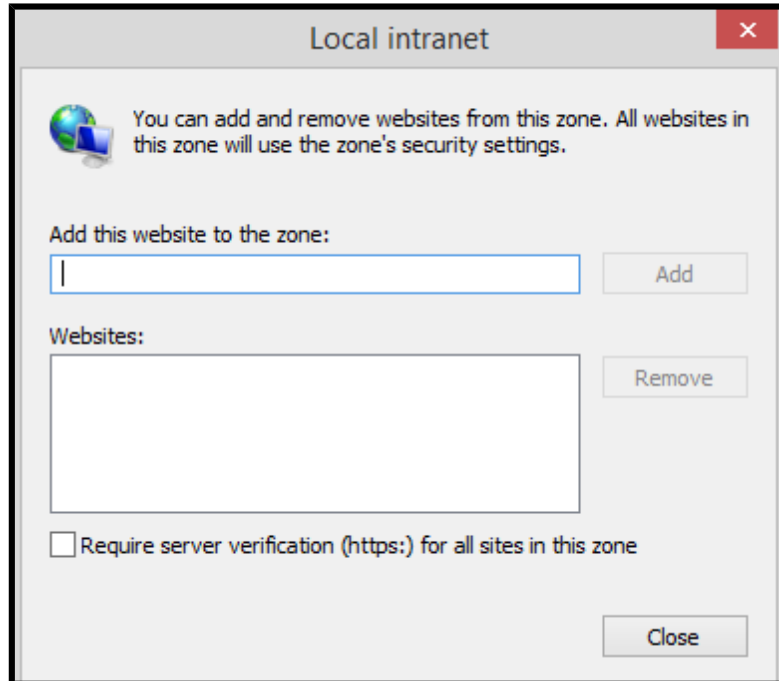 Local intranet
You can add and remove websites from this zone. All websites in
this zone will use the zone's security settings.
Add this website to the zone:
Add
Websites:
Remove
Require server verification (https:) for all sites in this zone
Close